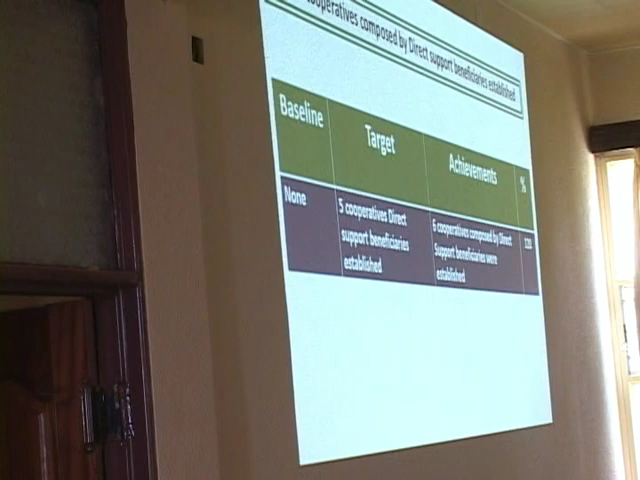 cooperatives composed by Direct support beneficiaries established
Baseline
Target
Achievements
%
None
5 cooperatives Direct
support beneficiaries
established
6 cooperatives composed by Direct
Support beneficiaries were
established
120